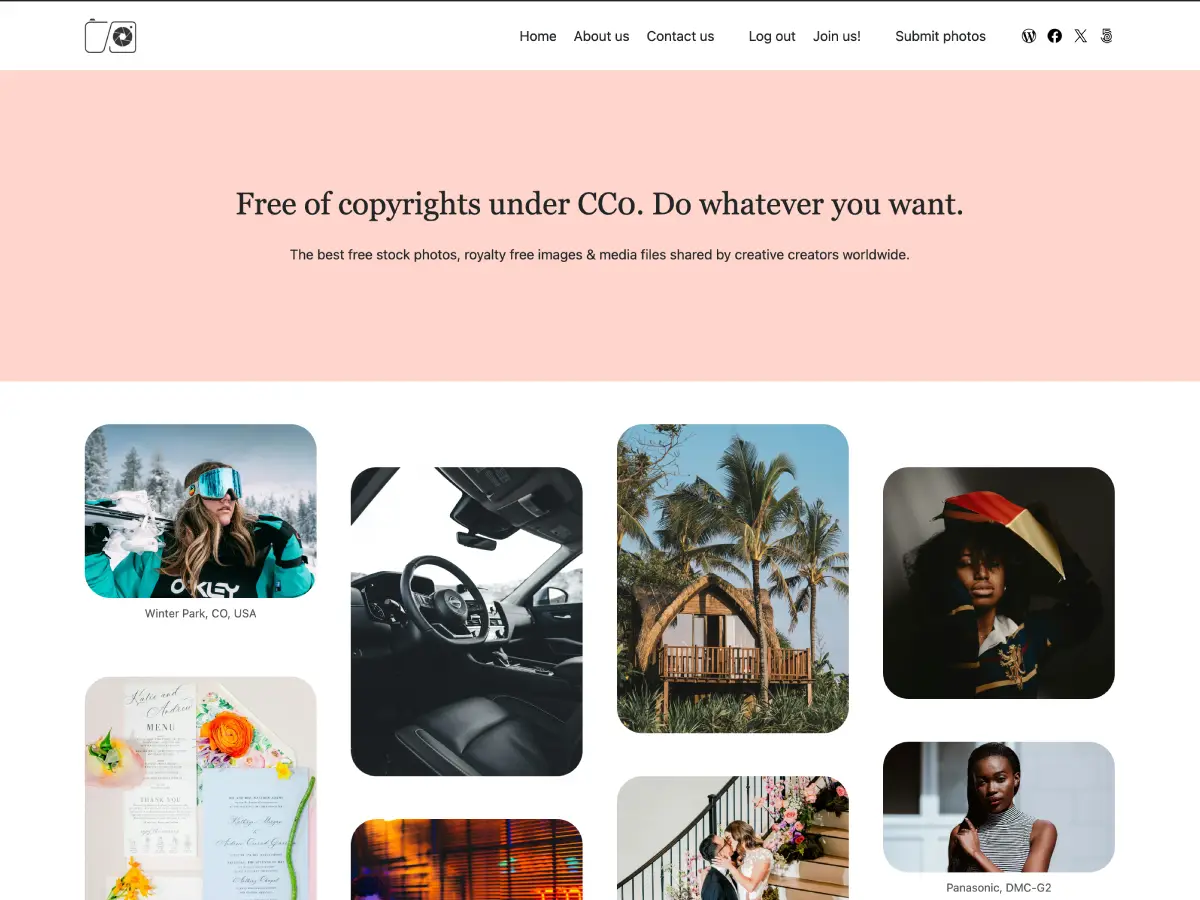 Home About us Contact us Log out Join us! Submit photos
Free of copyrights under CC0. Do whatever you want.
The best free stock photos, royalty free images & media files shared by creative creators worldwide.
OAKLEY
Winter Park, CO, USA
Katie and
Andrew
MENU
THANK YOU
Panasonic, DMC-G2